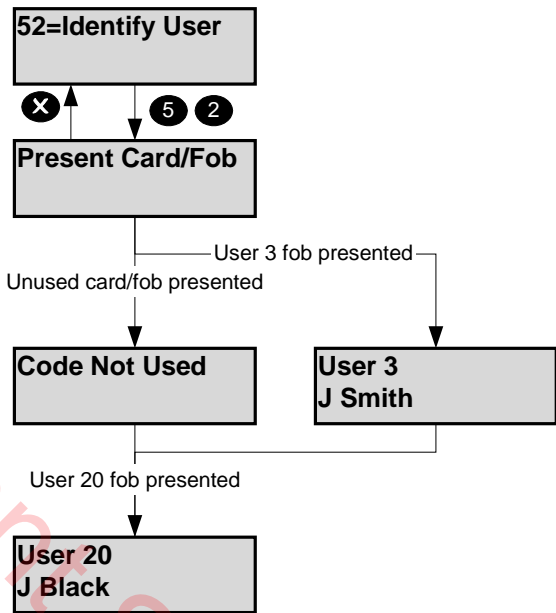 52=Identify User
X 5 2
Present Card/Fob
User 3 fob presented
Unused card/fob presented
Code Not Used
User 3
J Smith
User 20 fob presented
User 20
J Black